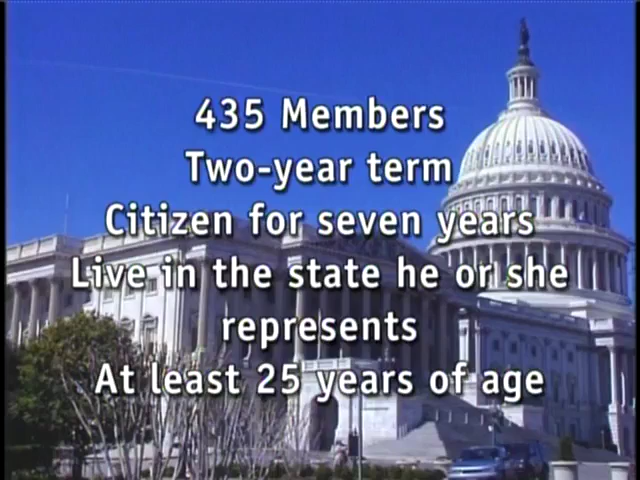 435 Members
Two-year term
Citizen for seven years
Live in the state he or she
represents
At least 25 years of age